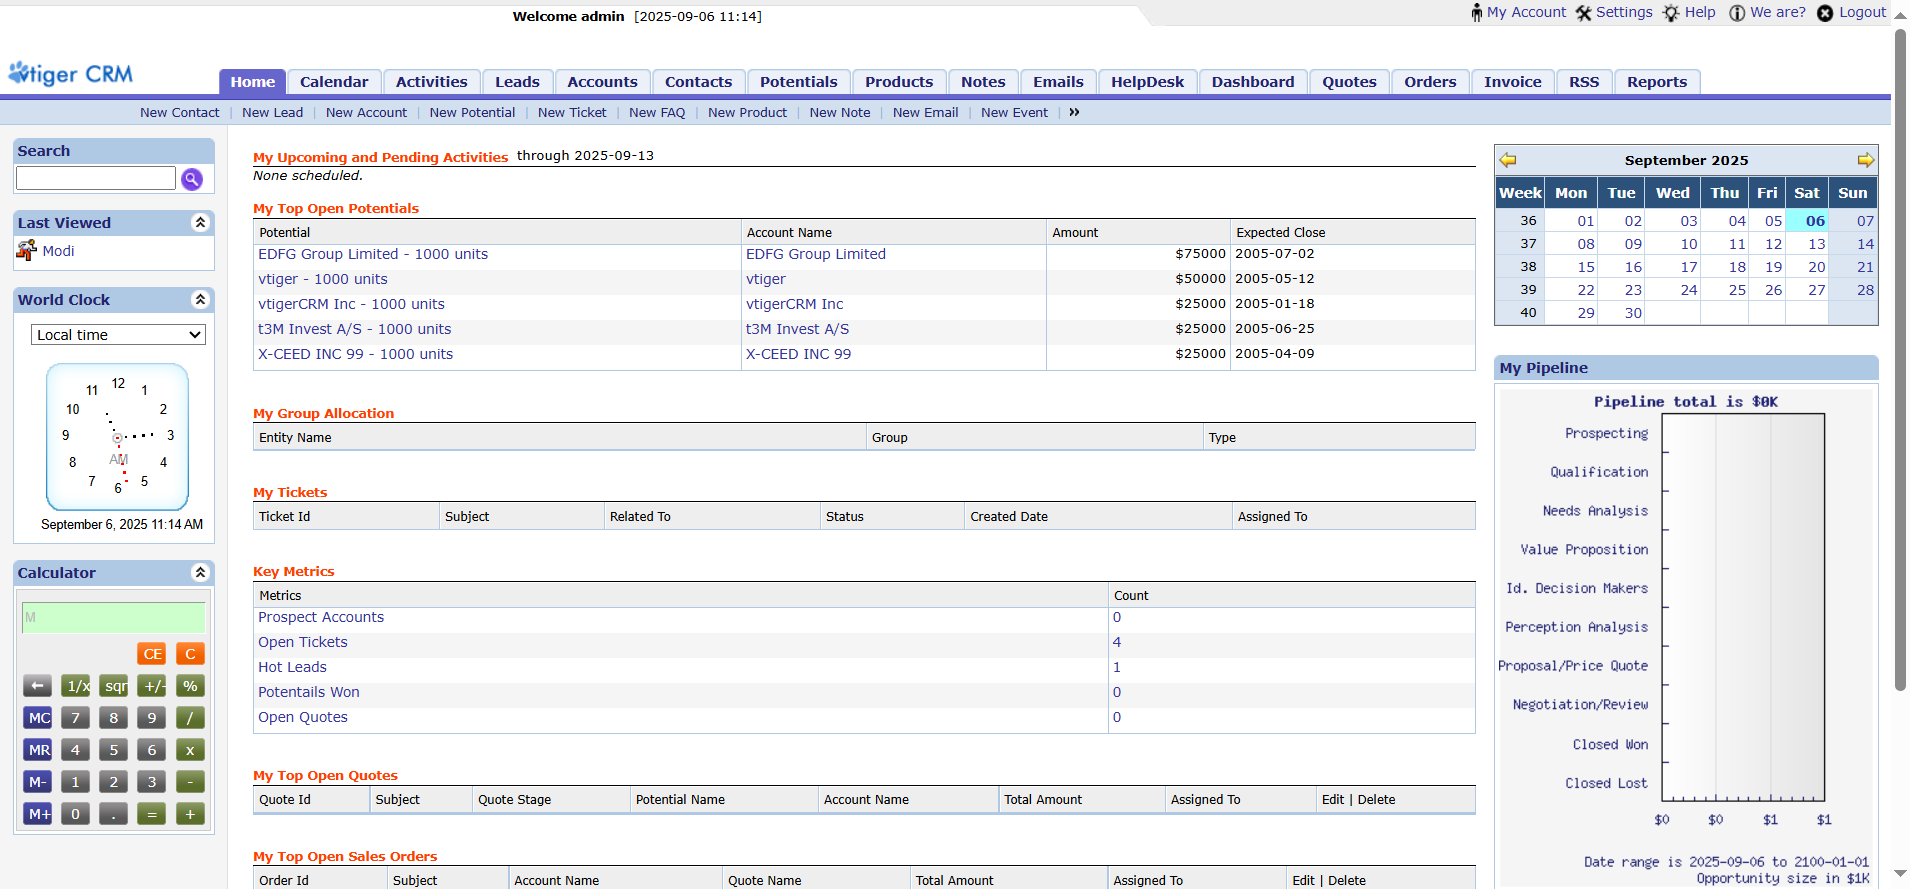 Welcome admin [2025-09-06 11:14]
My Account Settings Help We are? Logout
vtiger CRM
Home Calendar Activities Leads Accounts Contacts Potentials Products Notes Emails HelpDesk Dashboard Quotes Orders Invoice RSS Reports
New Contact | New Lead | New Account | New Potential | New Ticket | New FAQ | New Product | New Note | New Email | New Event | »
Search
Last Viewed
Modi
World Clock
Local time
12
11 1
10 2
9 3
AM
8 4
7 5
6
September 6, 2025 11:14 AM
Calculator
M
CE C
← 1/x sqr +/- %
MC 7 8 9 /
MR 4 5 6 x
M- 1 2 3 -
M+ 0 . = +
My Upcoming and Pending Activities through 2025-09-13
None scheduled.
My Top Open Potentials
Potential Account Name Amount Expected Close
EDFG Group Limited - 1000 units EDFG Group Limited $75000 2005-07-02
vtiger - 1000 units vtiger $50000 2005-05-12
vtigerCRM Inc - 1000 units vtigerCRM Inc $25000 2005-01-18
t3M Invest A/S - 1000 units t3M Invest A/S $25000 2005-06-25
X-CEED INC 99 - 1000 units X-CEED INC 99 $25000 2005-04-09
My Group Allocation
Entity Name Group Type
My Tickets
Ticket Id Subject Related To Status Created Date Assigned To
Key Metrics
Metrics Count
Prospect Accounts 0
Open Tickets 4
Hot Leads 1
Potentails Won 0
Open Quotes 0
My Top Open Quotes
Quote Id Subject Quote Stage Potential Name Account Name Total Amount Assigned To Edit | Delete
My Top Open Sales Orders
Order Id Subject Account Name Quote Name Total Amount Assigned To Edit | Delete
September 2025
Week Mon Tue Wed Thu Fri Sat Sun
36 01 02 03 04 05 06 07
37 08 09 10 11 12 13 14
38 15 16 17 18 19 20 21
39 22 23 24 25 26 27 28
40 29 30
My Pipeline
Pipeline total is $0K
Prospecting
Qualification
Needs Analysis
Value Proposition
Id. Decision Makers
Perception Analysis
Proposal/Price Quote
Negotiation/Review
Closed Won
Closed Lost
$0 $0 $1 $1
Date range is 2025-09-06 to 2100-01-01
Opportunity size in $1K